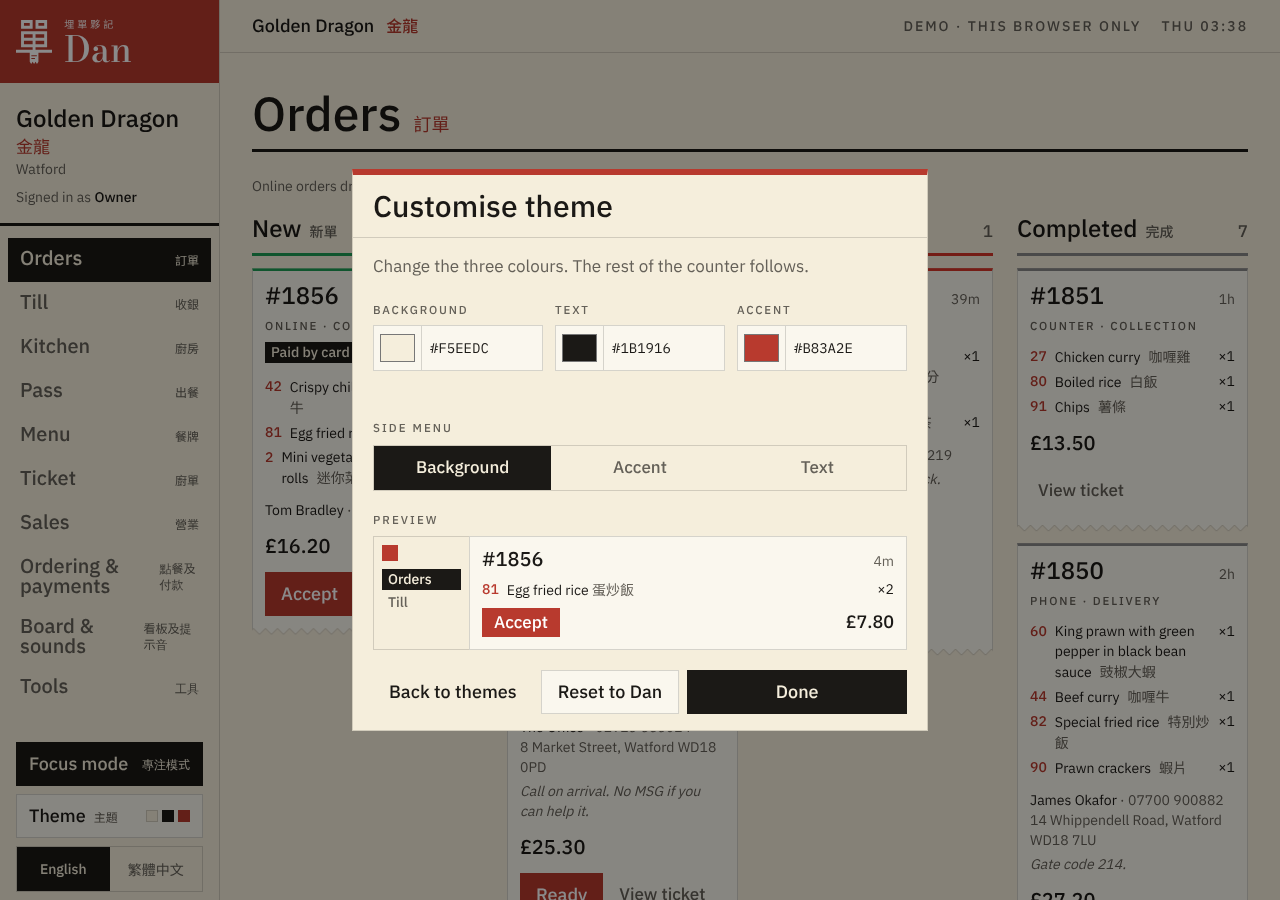 單 埋單夥記
Dan
Golden Dragon
金龍
Watford
Signed in as Owner
Orders 訂單
Till 收銀
Kitchen 廚房
Pass 出餐
Menu 餐牌
Ticket 廚單
Sales 營業
Ordering & payments 點餐及付款
Board & sounds 看板及提示音
Tools 工具
Focus mode 專注模式
Theme 主題
English 繁體中文
Golden Dragon 金龍
DEMO · THIS BROWSER ONLY THU 03:38
Orders 訂單
Online orders
New 新單
#1856
ONLINE ·
Paid by card
42 Crispy
牛
81 Egg fried
2 Mini
rolls 迷你
Tom Bradley ·
£16.20
Accept
Customise theme
Change the three colours. The rest of the counter follows.
BACKGROUND TEXT ACCENT
#F5EEDC #1B1916 #B83A2E
SIDE MENU
Background Accent Text
PREVIEW
Orders
Till
#1856 4m
81 Egg fried rice 蛋炒飯 ×2
Accept £7.80
Back to themes Reset to Dan Done
8 Market Street, Watford WD18
0PD
Call on arrival. No MSG if you
can help it.
£25.30
Ready View ticket
1
39m
×1
分
×1
219
Completed 完成 7
#1851 1h
COUNTER · COLLECTION
27 Chicken curry 咖喱雞 ×1
80 Boiled rice 白飯 ×1
91 Chips 薯條 ×1
£13.50
View ticket
#1850 2h
PHONE · DELIVERY
60 King prawn with green ×1
pepper in black bean
sauce 豉椒大蝦
44 Beef curry 咖喱牛 ×1
82 Special fried rice 特別炒 ×1
飯
90 Prawn crackers 蝦片 ×1
James Okafor · 07700 900882
14 Whippendell Road, Watford
WD18 7LU
Gate code 214.
£27.20